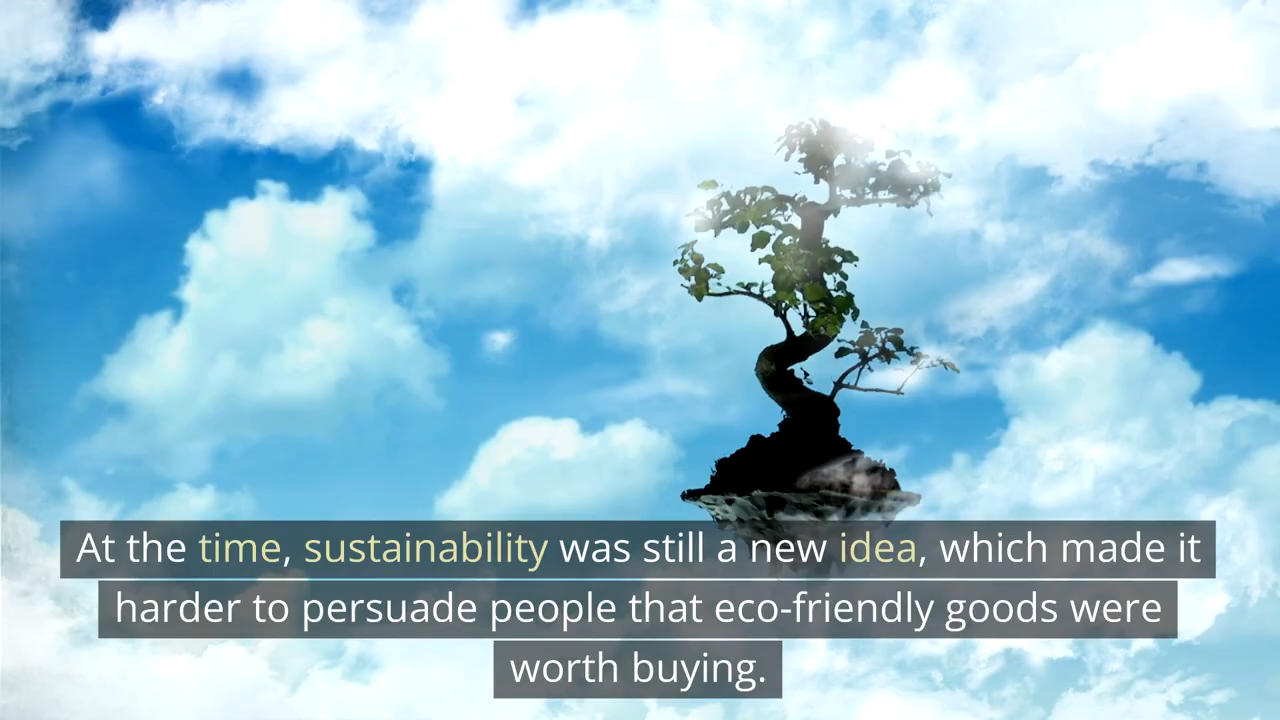 At the time, sustainability was still a new idea, which made it
harder to persuade people that eco-friendly goods were
worth buying.